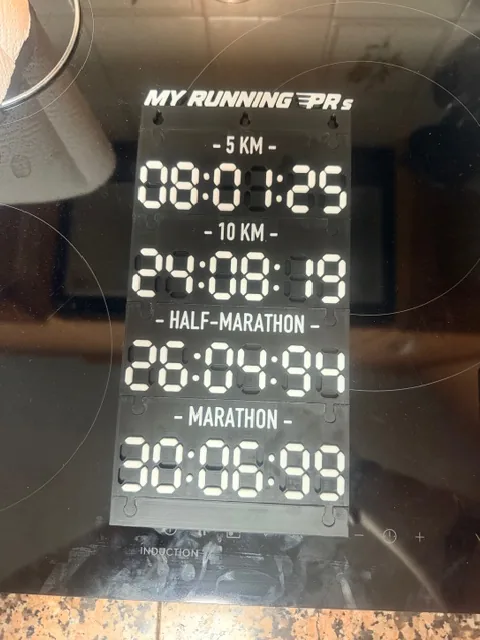 MY RUNNING PRs
- 5 KM -
08:01:25
- 10 KM -
24:08:19
- HALF-MARATHON -
26:04:94
- MARATHON -
30:06:99
INDUCTION